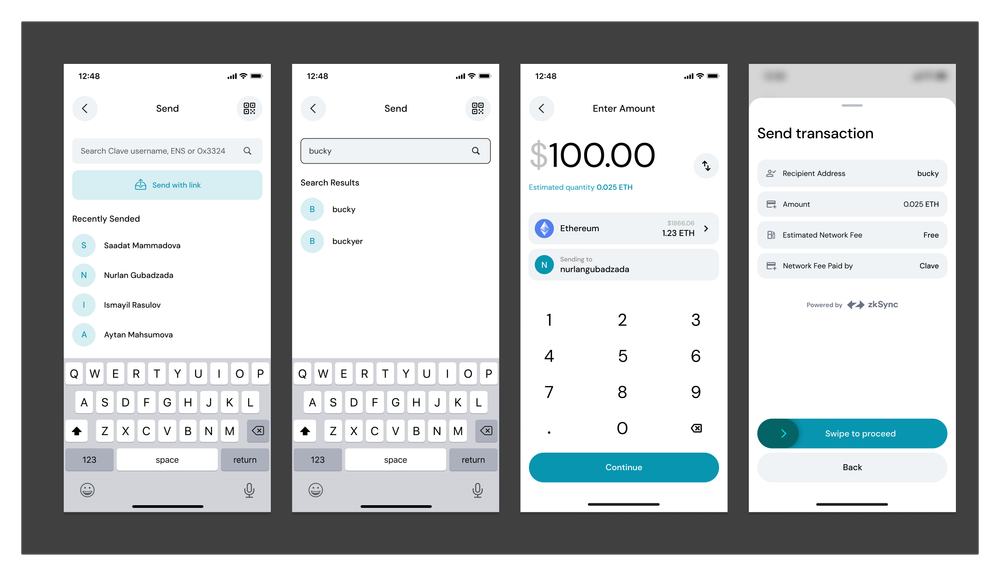 12:48
Send
Search Clave username, ENS or 0x3324
Send with link
Recently Sended
S Saadat Mammadova
N Nurlan Gubadzada
I Ismayil Rasulov
A Aytan Mahsumova
Q W E R T Y U I O P
A S D F G H J K L
Z X C V B N M
123 space return
12:48
Send
bucky
Search Results
B bucky
B buckyer
Q W E R T Y U I O P
A S D F G H J K L
Z X C V B N M
123 space return
12:48
Enter Amount
$100.00
Estimated quantity 0.025 ETH
Ethereum
$1866.06
1.23 ETH
N
Sending to
nurlangubadzada
1 2 3
4 5 6
7 8 9
. 0
Continue
Send transaction
Recipient Address bucky
Amount 0.025 ETH
Estimated Network Fee Free
Network Fee Paid by Clave
Powered by zkSync
Swipe to proceed
Back